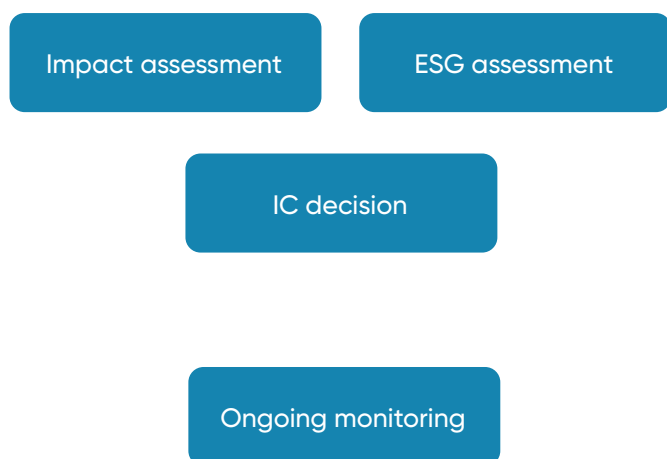 Impact assessment
ESG assessment
IC decision
Ongoing monitoring